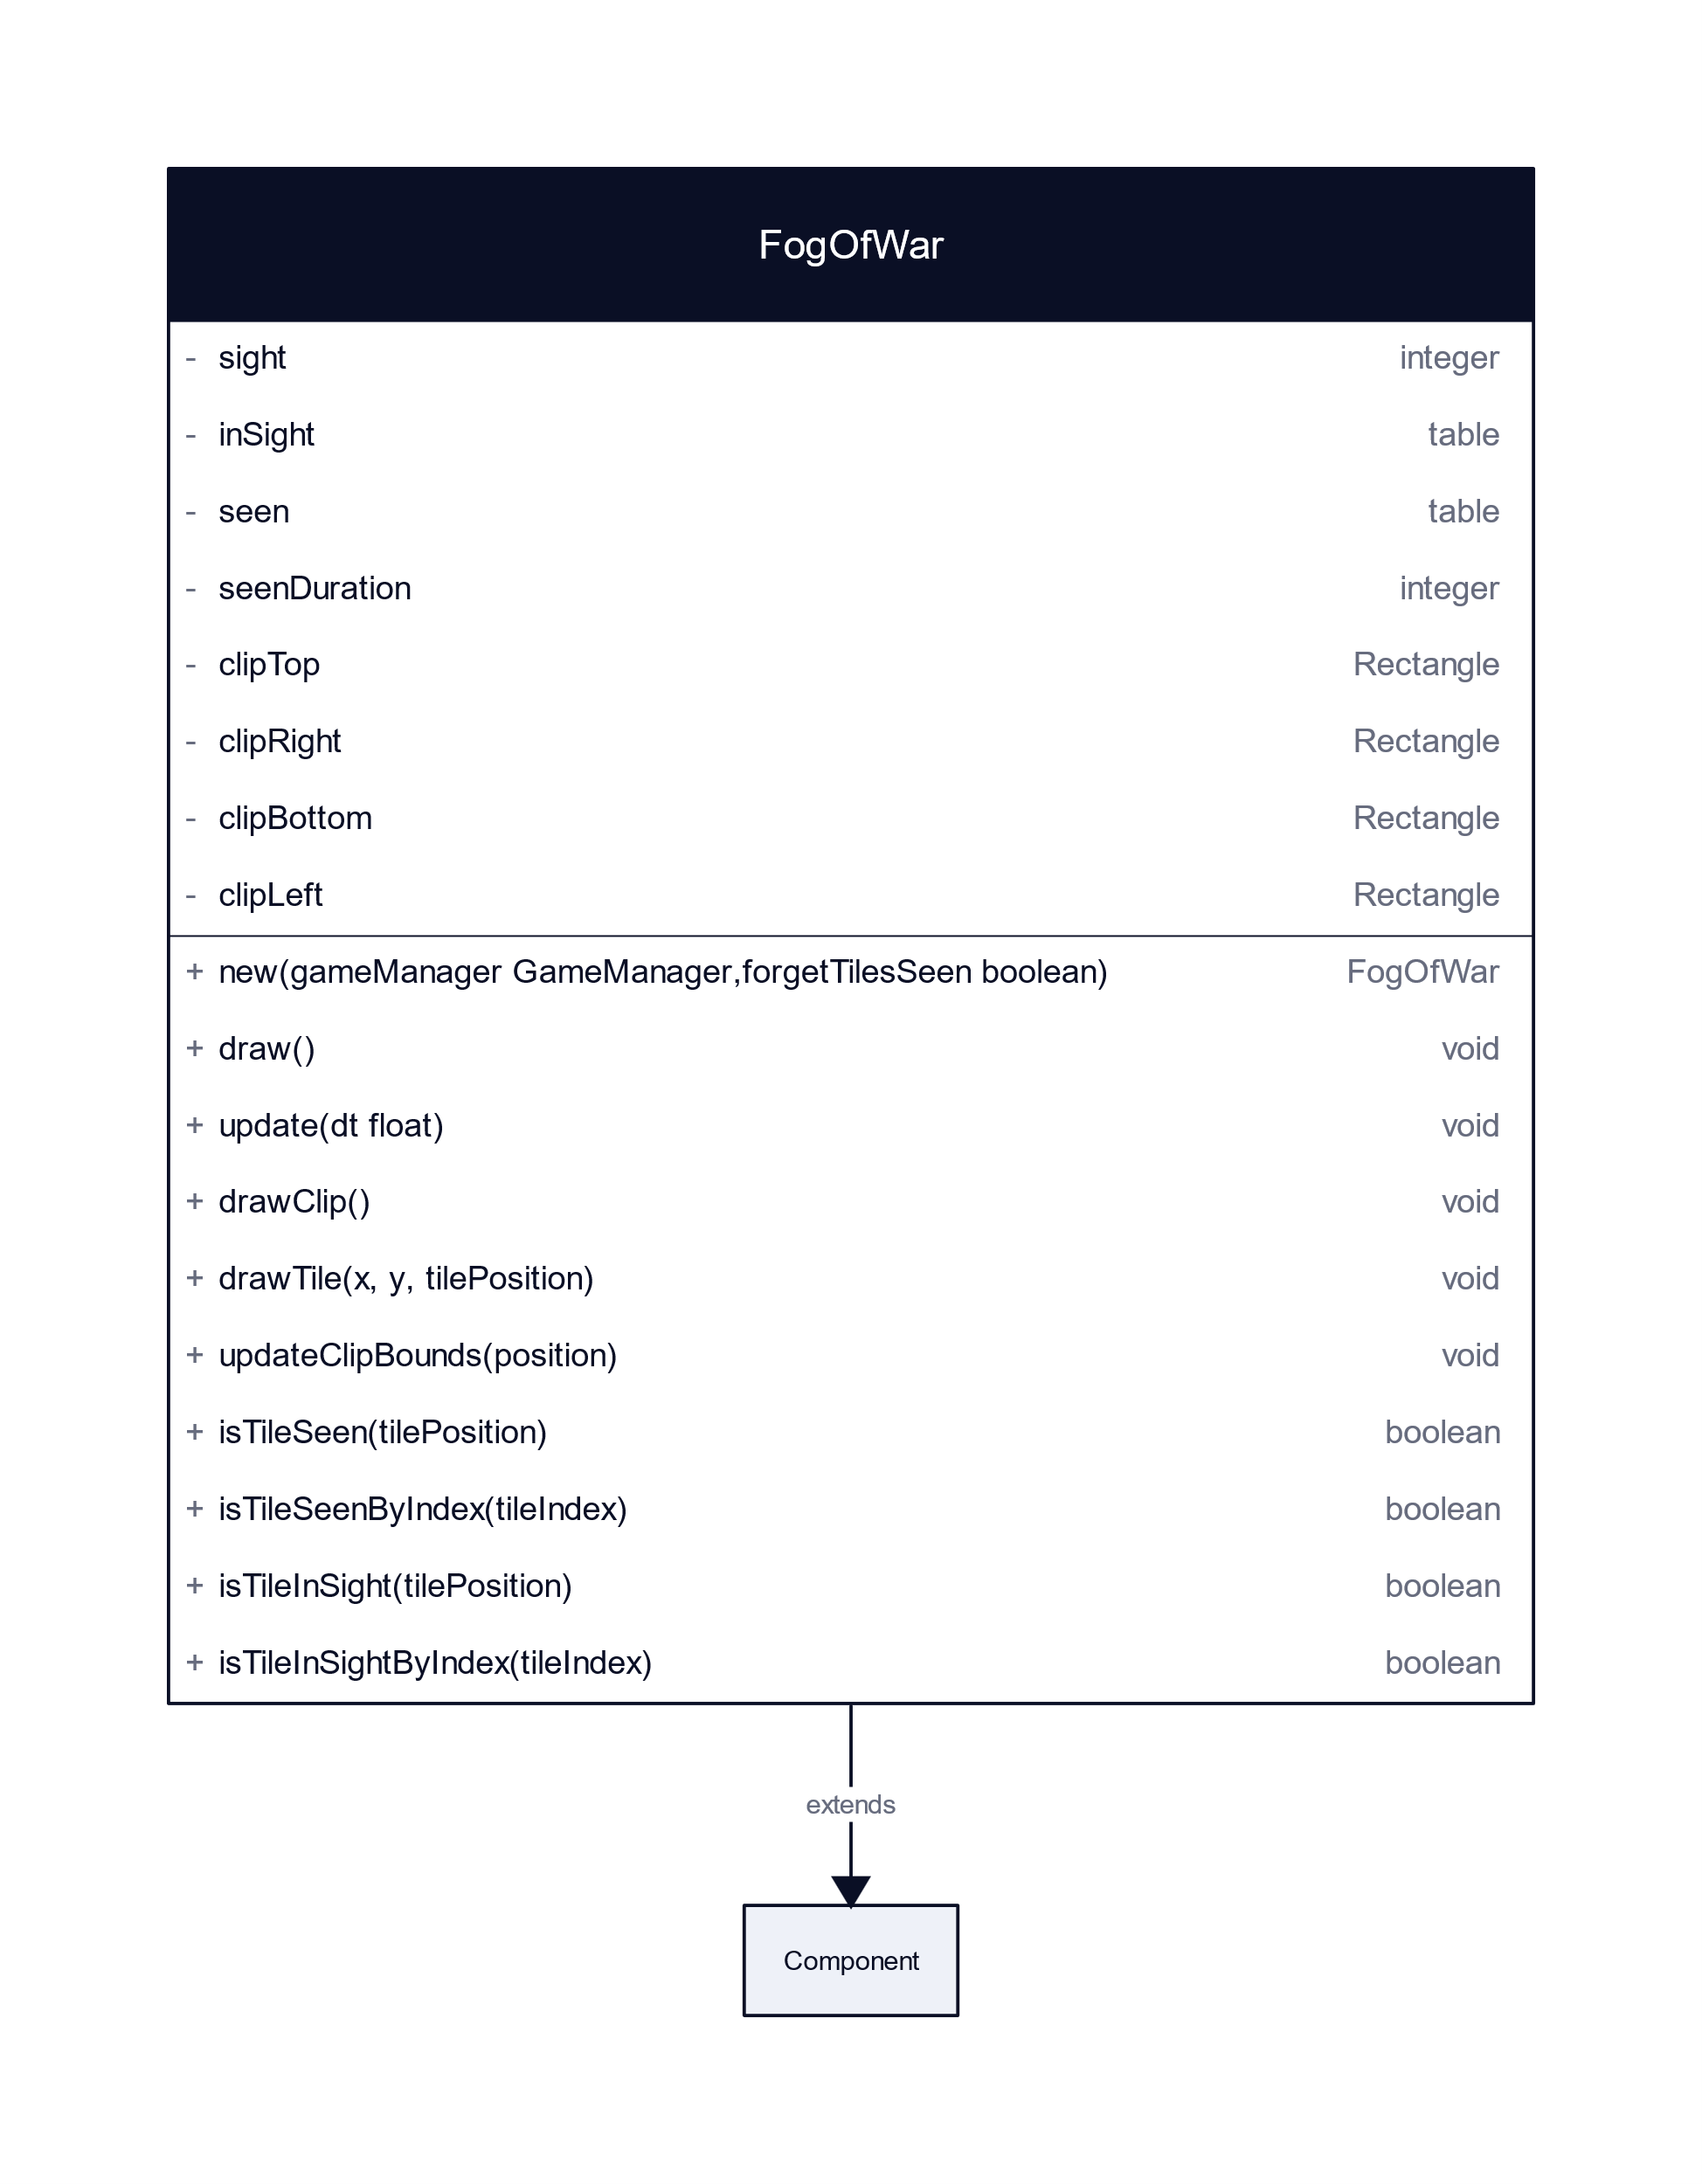 FogOfWar
- sight integer
- inSight table
- seen table
- seenDuration integer
- clipTop Rectangle
- clipRight Rectangle
- clipBottom Rectangle
- clipLeft Rectangle
+ new(gameManager GameManager,forgetTilesSeen boolean) FogOfWar
+ draw() void
+ update(dt float) void
+ drawClip() void
+ drawTile(x, y, tilePosition) void
+ updateClipBounds(position) void
+ isTileSeen(tilePosition) boolean
+ isTileSeenByIndex(tileIndex) boolean
+ isTileInSight(tilePosition) boolean
+ isTileInSightByIndex(tileIndex) boolean
extends
Component